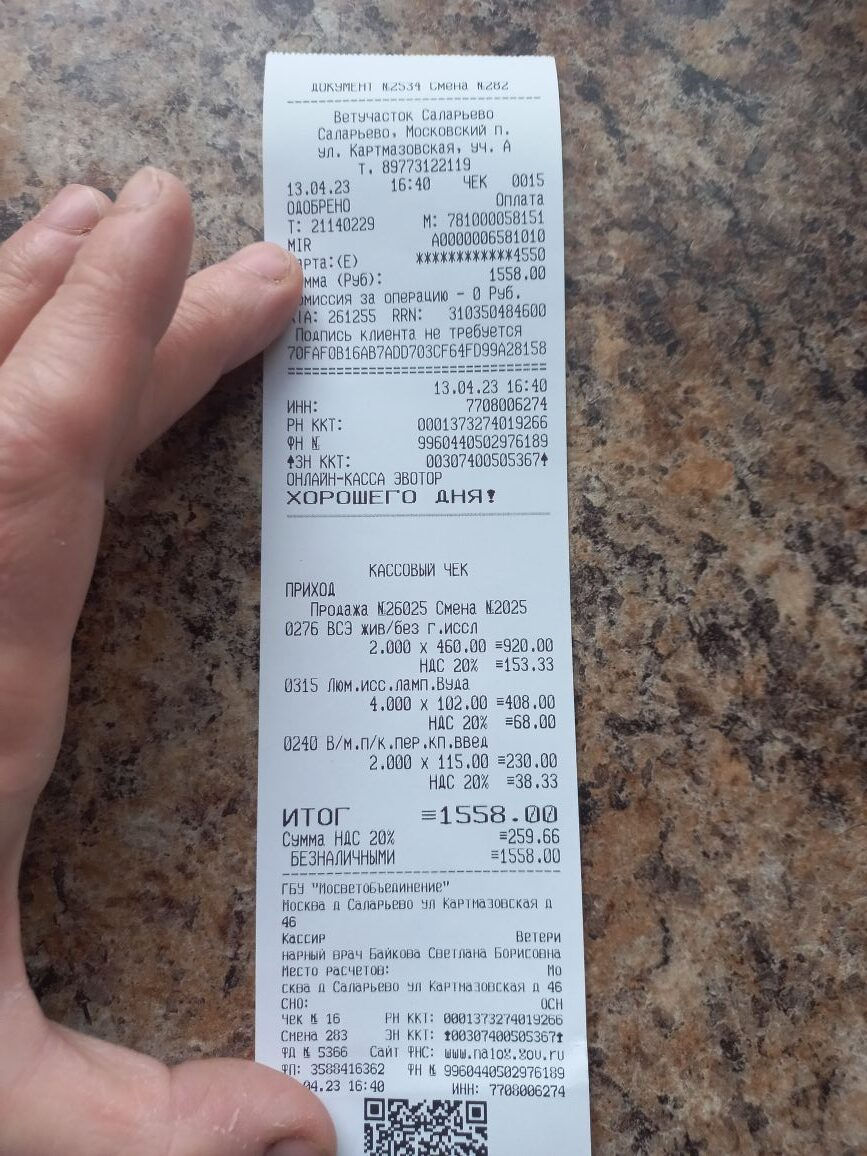 ДОКУМЕНТ №2534 Смена №282
Ветучасток Саларьево
Саларьево, Московский п.
ул. Картмазовская, уч. А
Т. 89773122119
13.04.23 16:40 ЧЕК 0015
ОДОБРЕНО Оплата
Т: 21140229 М: 781000058151
MIR A0000006581010
арта:(E) ************4550
мма (Руб): 1558.00
омиссия за операцию - 0 Руб.
ТА: 261255 RRN: 310350484600
Подпись клиента не требуется
70FAF0B16AB7ADD703CF64FD99A28158
==============================
13.04.23 16:40
ИНН: 7708006274
РН ККТ: 0001373274019266
ФН № 9960440502976189
↑ЗН ККТ: 00307400505367↑
ОНЛАЙН-КАССА ЭВОТОР
ХОРОШЕГО ДНЯ!
КАССОВЫЙ ЧЕК
ПРИХОД
Продажа №26025 Смена №2025
0276 ВСЭ жив/без г.иссл
2.000 x 460.00 =920.00
НДС 20% =153.33
0315 Люм.исс.ламп.Вуда
4.000 x 102.00 =408.00
НДС 20% =68.00
0240 В/м.п/к.пер.кп.введ
2.000 x 115.00 =230.00
НДС 20% =38.33
ИТОГ =1558.00
Сумма НДС 20% =259.66
БЕЗНАЛИЧНЫМИ =1558.00
ГБУ "Мосветобъединение"
Москва д Саларьево ул Картмазовская д
46
Кассир Ветери
нарный врач Байкова Светлана Борисовна
Место расчетов: Мо
сква д Саларьево ул Картмазовская д 46
СНО: ОСН
Чек № 16 РН ККТ: 0001373274019266
Смена 283 ЗН ККТ: ↑00307400505367↑
ФД № 5366 Сайт ФНС: www.nalog.gov.ru
ФП: 3588416362 ФН № 9960440502976189
04.23 16:40 ИНН: 7708006274